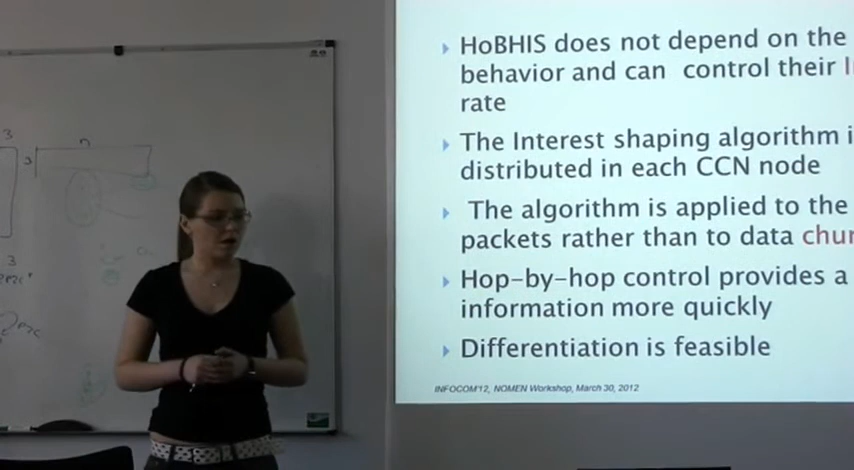 HoBHIS does not depend on the
behavior and can control their
rate
The Interest shaping algorithm
distributed in each CCN node
The algorithm is applied to the
packets rather than to data
Hop-by-hop control provides a
information more quickly
Differentiation is feasible
INFOCOM'12, NOMEN Workshop, March 30, 2012
3
3